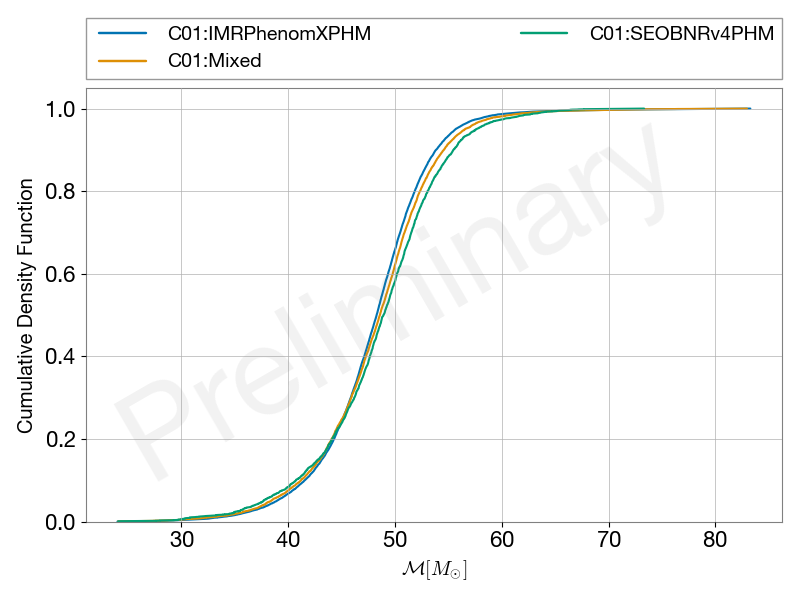 C01:IMRPhenomXPHM
C01:Mixed
C01:SEOBNRv4PHM
Cumulative Density Function
1.0
0.8
0.6
0.4
0.2
0.0
Preliminary
30 40 50 60 70 80
ℳ[M⊙]